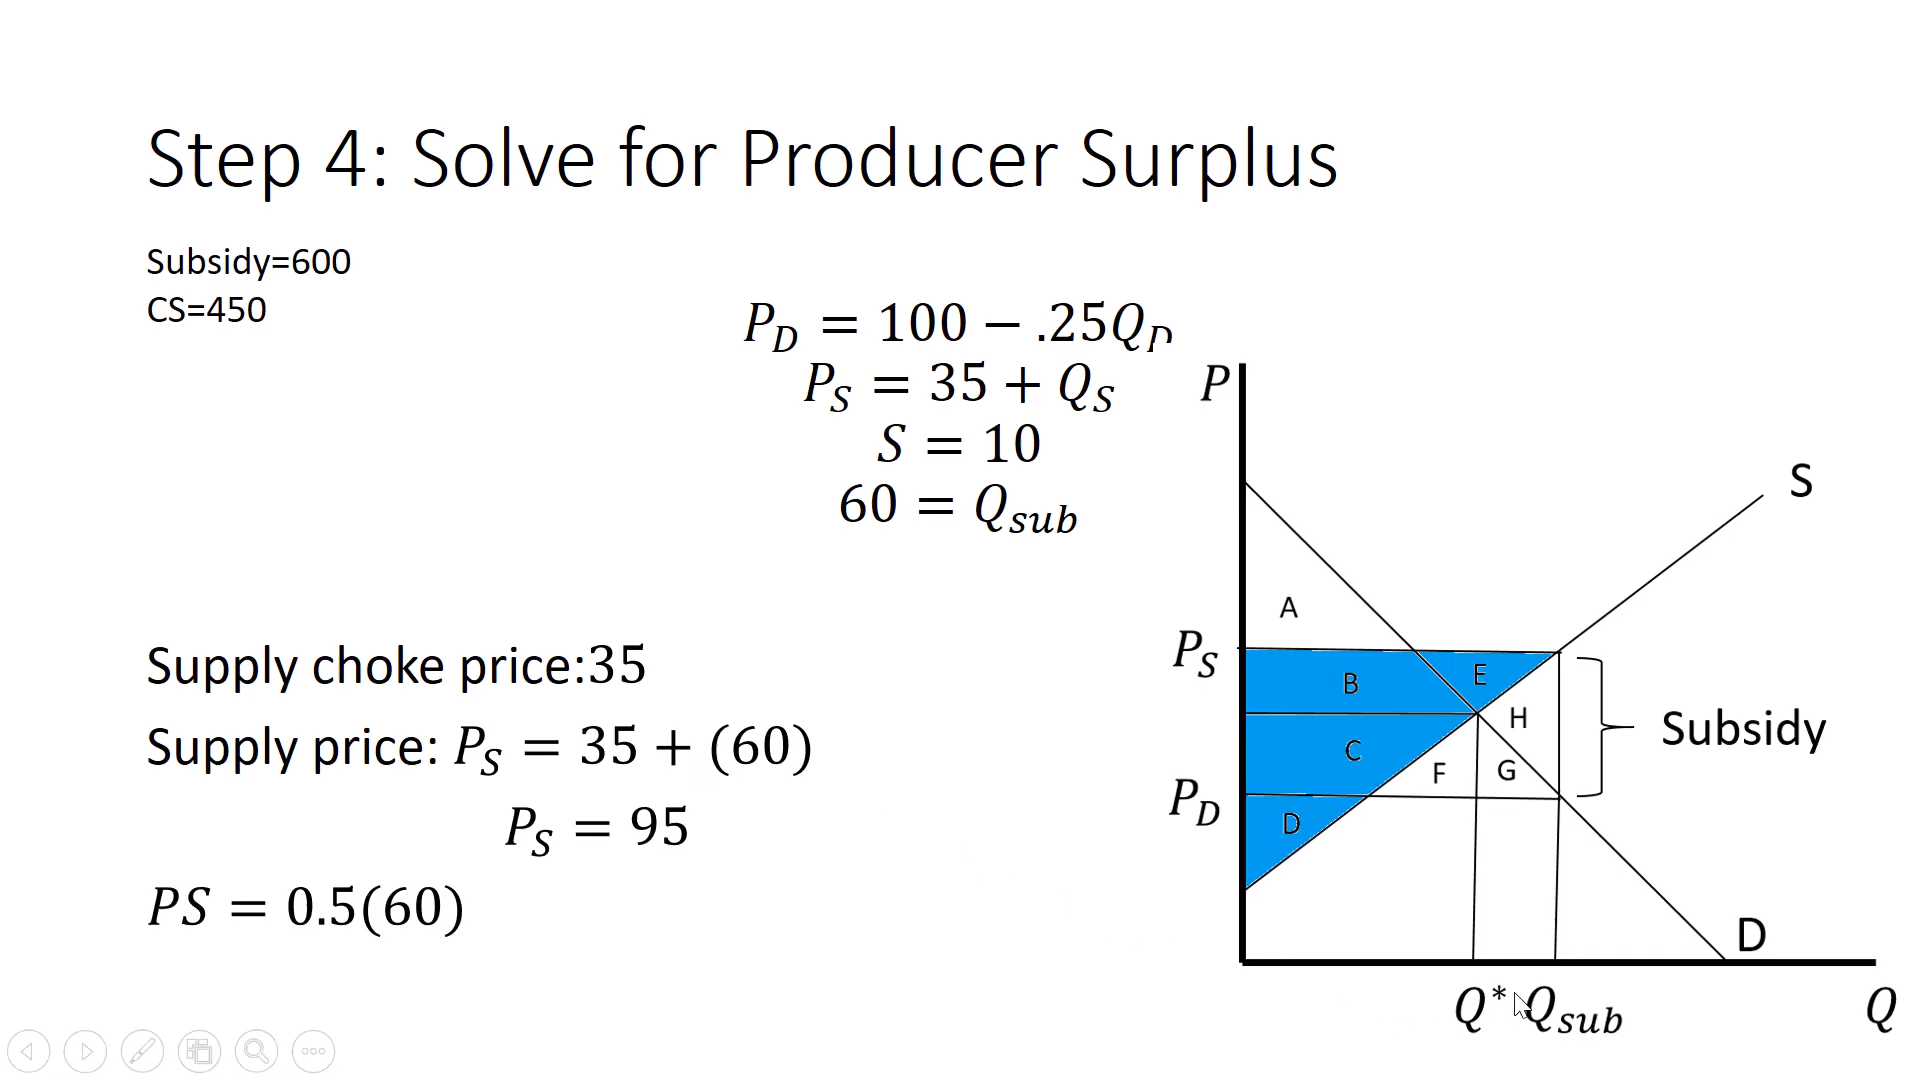 Step 4: Solve for Producer Surplus
Subsidy=600
CS=450
P_D = 100 − .25Q_D
P_S = 35 + Q_S
S = 10
60 = Q_sub
Supply choke price:35
Supply price: P_S = 35 + (60)
P_S = 95
PS = 0.5(60)
P
S
A
P_S
B
E
H
Subsidy
C
F
G
P_D
D
D
Q*
Q_sub
Q